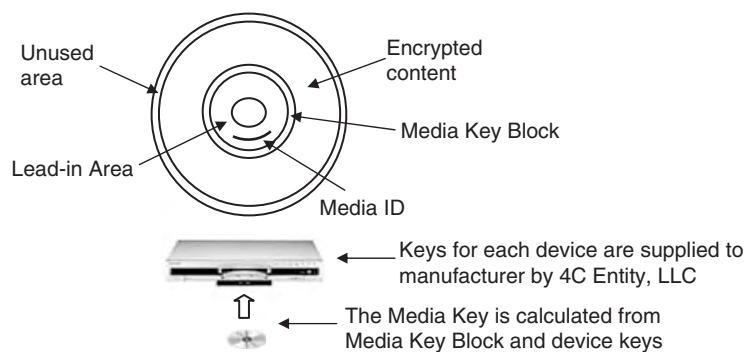 Unused
area
Encrypted
content
Media Key Block
Lead-in Area
Media ID
Keys for each device are supplied to
manufacturer by 4C Entity, LLC
The Media Key is calculated from
Media Key Block and device keys